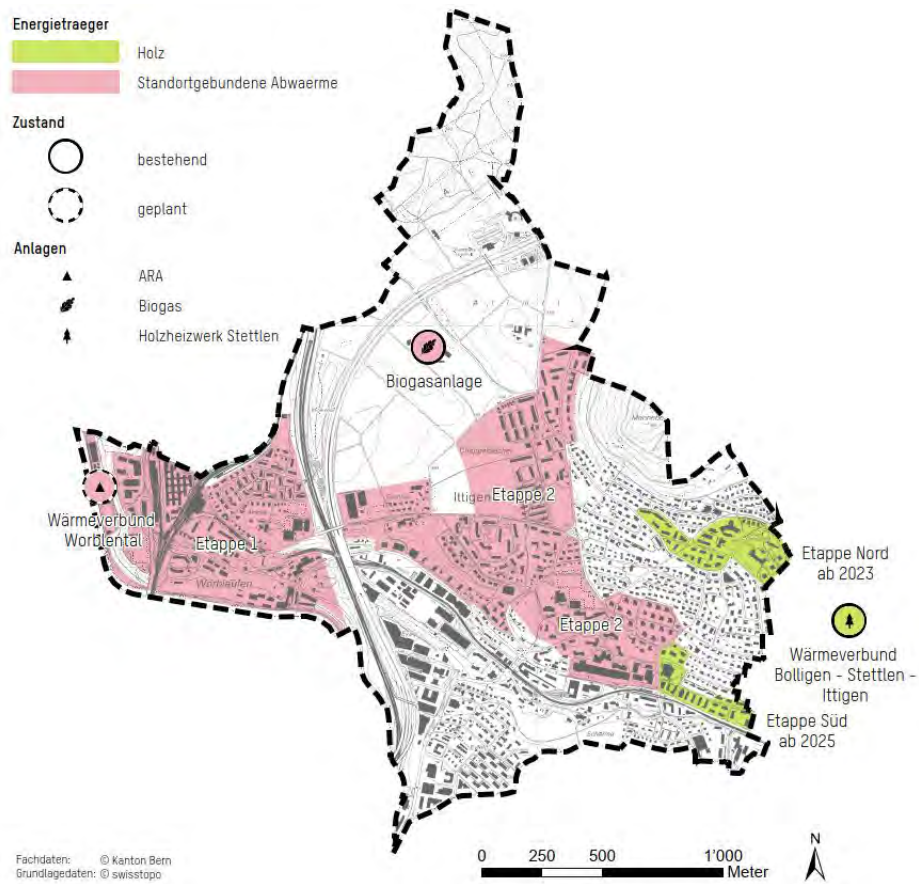 Energietraeger
Holz
Standortgebundene Abwaerme
Zustand
bestehend
geplant
Anlagen
ARA
Biogas
Holzheizwerk Stettlen
Biogasanlage
Wärmeverbund
Worblental
Etappe 1
Worblaufen
Ittigen
Etappe 2
Etappe 2
Etappe Nord
ab 2023
Wärmeverbund
Bolligen - Stettlen -
Ittigen
Etappe Süd
ab 2025
Fachdaten: © Kanton Bern
Grundlagedaten: © swisstopo
0 250 500 1'000
Meter
N